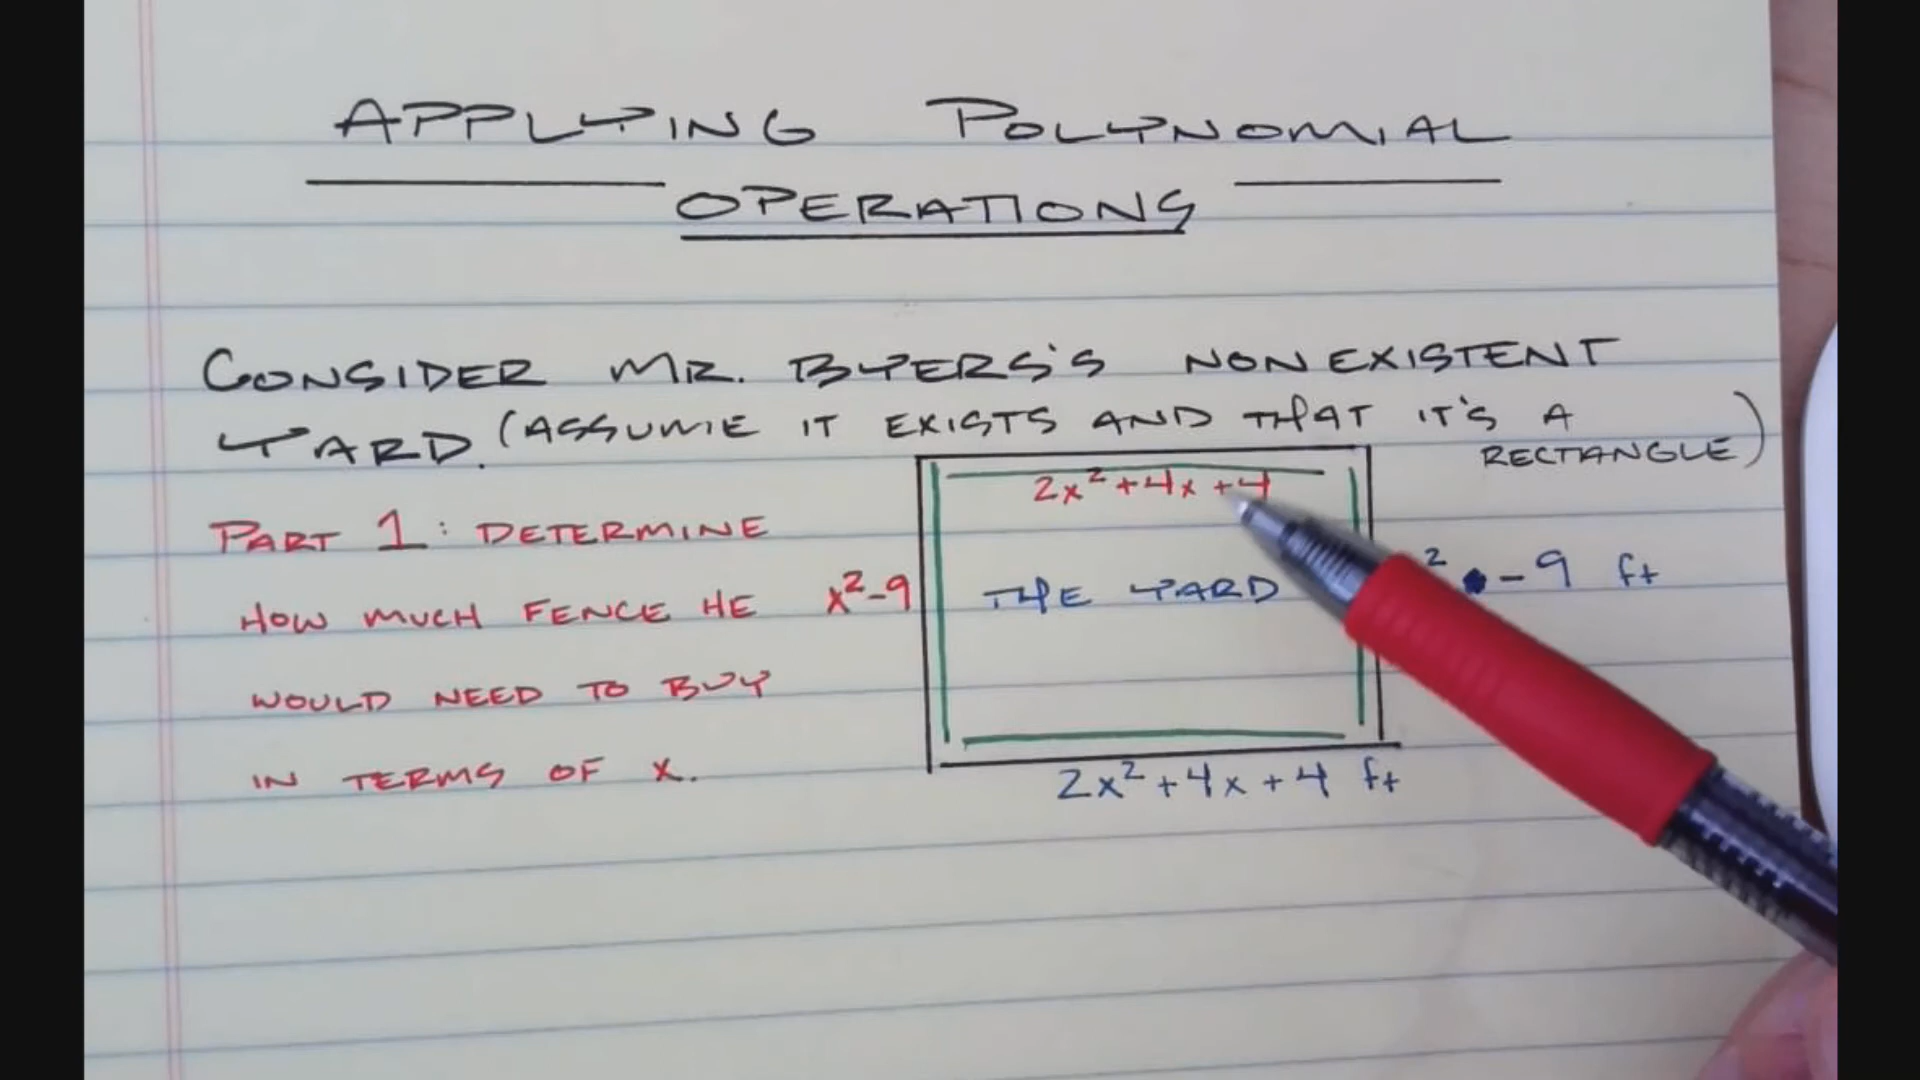 APPLYING POLYNOMIAL
OPERATIONS
CONSIDER MR. BYERS'S NONEXISTENT
YARD. (ASSUME IT EXISTS AND THAT IT'S A
RECTANGLE)
2x²+4x+4
PART 1: DETERMINE
HOW MUCH FENCE HE
WOULD NEED TO BUY
IN TERMS OF X.
x²-9
THE YARD
² - 9 ft
2x²+4x+4 ft